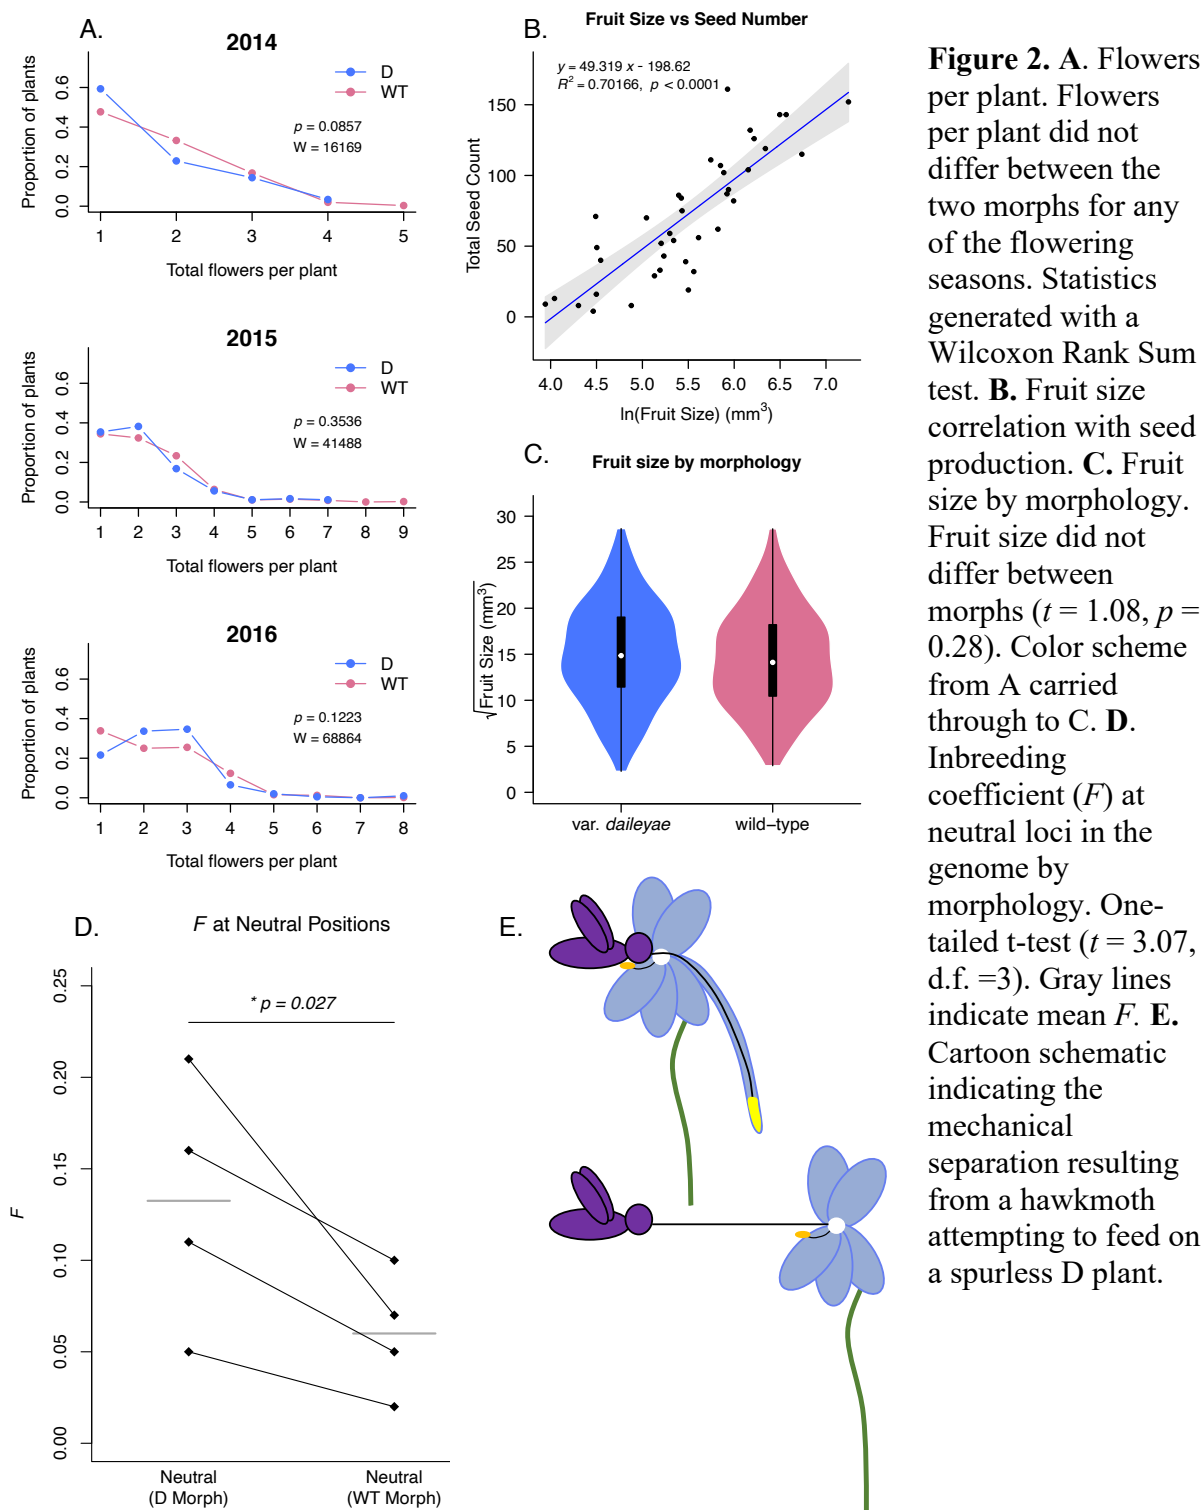 A.
2014
Proportion of plants
0.0 0.2 0.4 0.6
D
WT
p = 0.0857
W = 16169
1 2 3 4 5
Total flowers per plant
2015
Proportion of plants
0.0 0.2 0.4 0.6
D
WT
p = 0.3536
W = 41488
1 2 3 4 5 6 7 8 9
Total flowers per plant
2016
Proportion of plants
0.0 0.2 0.4 0.6
D
WT
p = 0.1223
W = 68864
1 2 3 4 5 6 7 8
Total flowers per plant
B.
Fruit Size vs Seed Number
y = 49.319 x - 198.62
R² = 0.70166, p < 0.0001
Total Seed Count
0 50 100 150
4.0 4.5 5.0 5.5 6.0 6.5 7.0
ln(Fruit Size) (mm³)
C.
Fruit size by morphology
√Fruit Size (mm³)
0 5 10 15 20 25 30
var. daileyae
wild−type
D.
F at Neutral Positions
* p = 0.027
F
0.00 0.05 0.10 0.15 0.20 0.25
Neutral
(D Morph)
Neutral
(WT Morph)
E.
Figure 2. A. Flowers
per plant. Flowers
per plant did not
differ between the
two morphs for any
of the flowering
seasons. Statistics
generated with a
Wilcoxon Rank Sum
test. B. Fruit size
correlation with seed
production. C. Fruit
size by morphology.
Fruit size did not
differ between
morphs (t = 1.08, p =
0.28). Color scheme
from A carried
through to C. D.
Inbreeding
coefficient (F) at
neutral loci in the
genome by
morphology. One-
tailed t-test (t = 3.07,
d.f. =3). Gray lines
indicate mean F. E.
Cartoon schematic
indicating the
mechanical
separation resulting
from a hawkmoth
attempting to feed on
a spurless D plant.